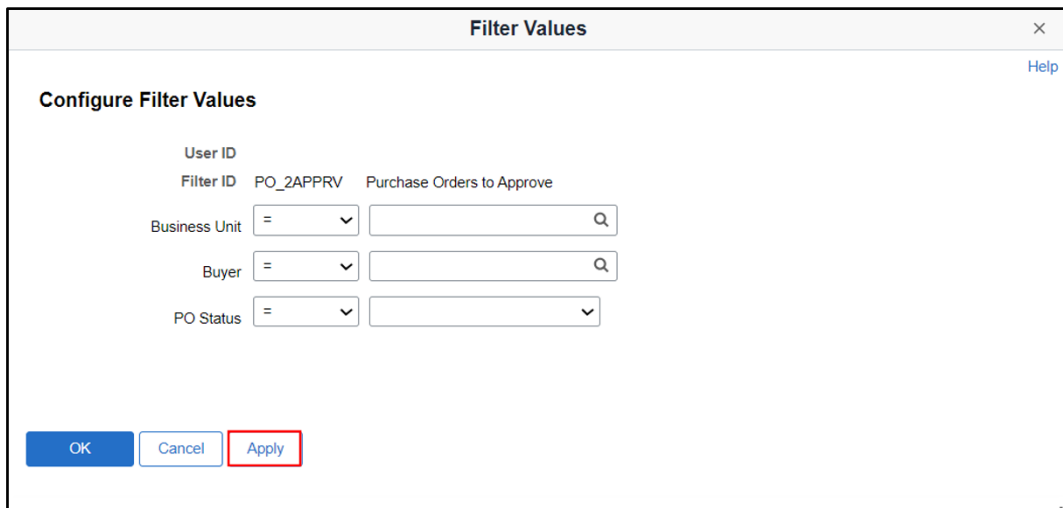 Filter Values ×
Help
Configure Filter Values
User ID
Filter ID PO_2APPRV Purchase Orders to Approve
Business Unit =
Buyer =
PO Status =
OK Cancel Apply